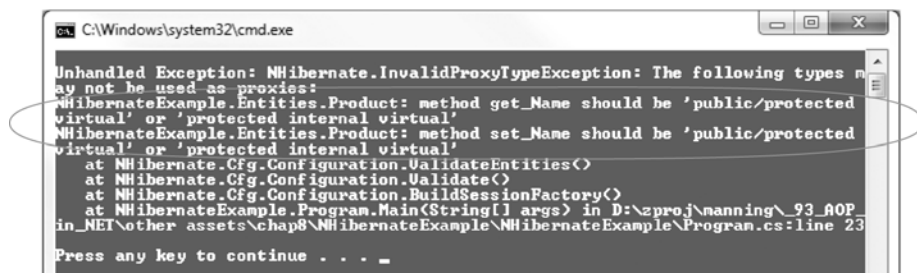 C:\Windows\system32\cmd.exe
Unhandled Exception: NHibernate.InvalidProxyTypeException: The following types m
ay not be used as proxies:
NHibernateExample.Entities.Product: method get_Name should be 'public/protected
virtual' or 'protected internal virtual'
NHibernateExample.Entities.Product: method set_Name should be 'public/protected
virtual' or 'protected internal virtual'
at NHibernate.Cfg.Configuration.ValidateEntities()
at NHibernate.Cfg.Configuration.Validate()
at NHibernate.Cfg.Configuration.BuildSessionFactory()
at NHibernateExample.Program.Main(String[] args) in D:\zproj\manning\_93_AOP_
in_NET\other assets\chap8\NHibernateExample\NHibernateExample\Program.cs:line 23
Press any key to continue . . . _